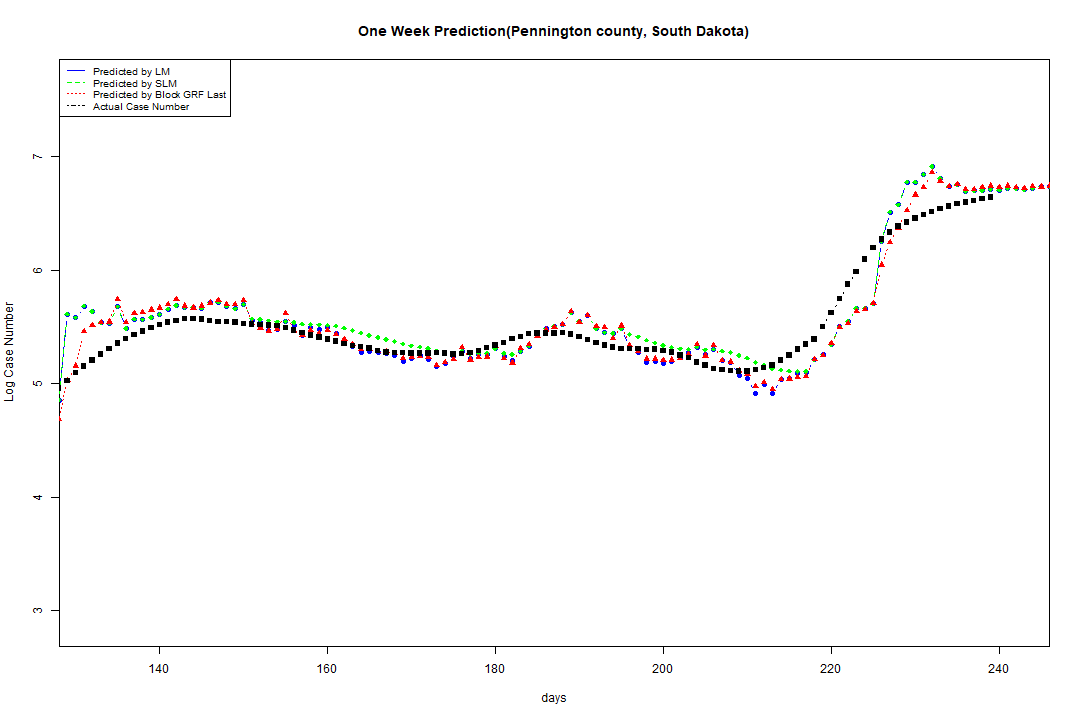 One Week Prediction(Pennington county, South Dakota)
Predicted by LM
Predicted by SLM
Predicted by Block GRF Last
Actual Case Number
7
6
5
4
3
Log Case Number
140 160 180 200 220 240
days